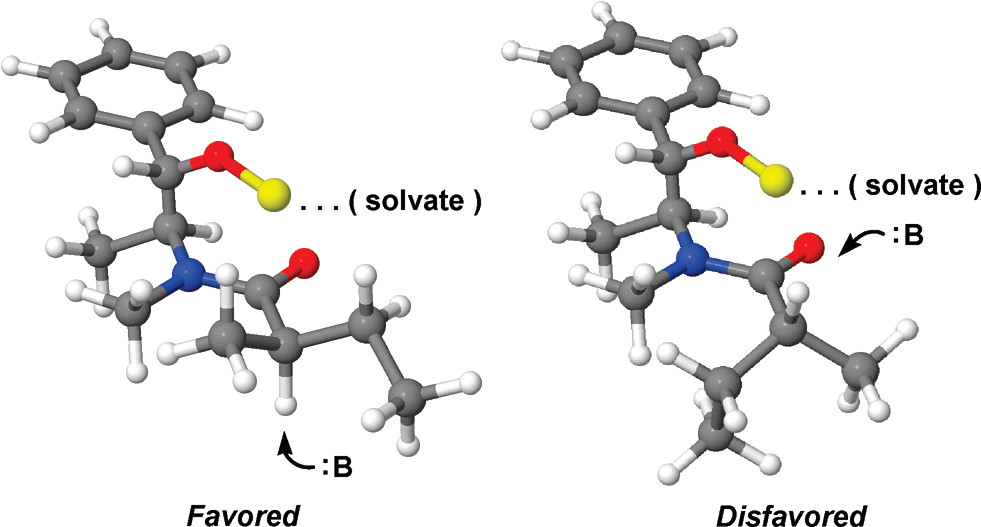 . . . ( solvate )
:B
Favored
. . . ( solvate )
:B
Disfavored